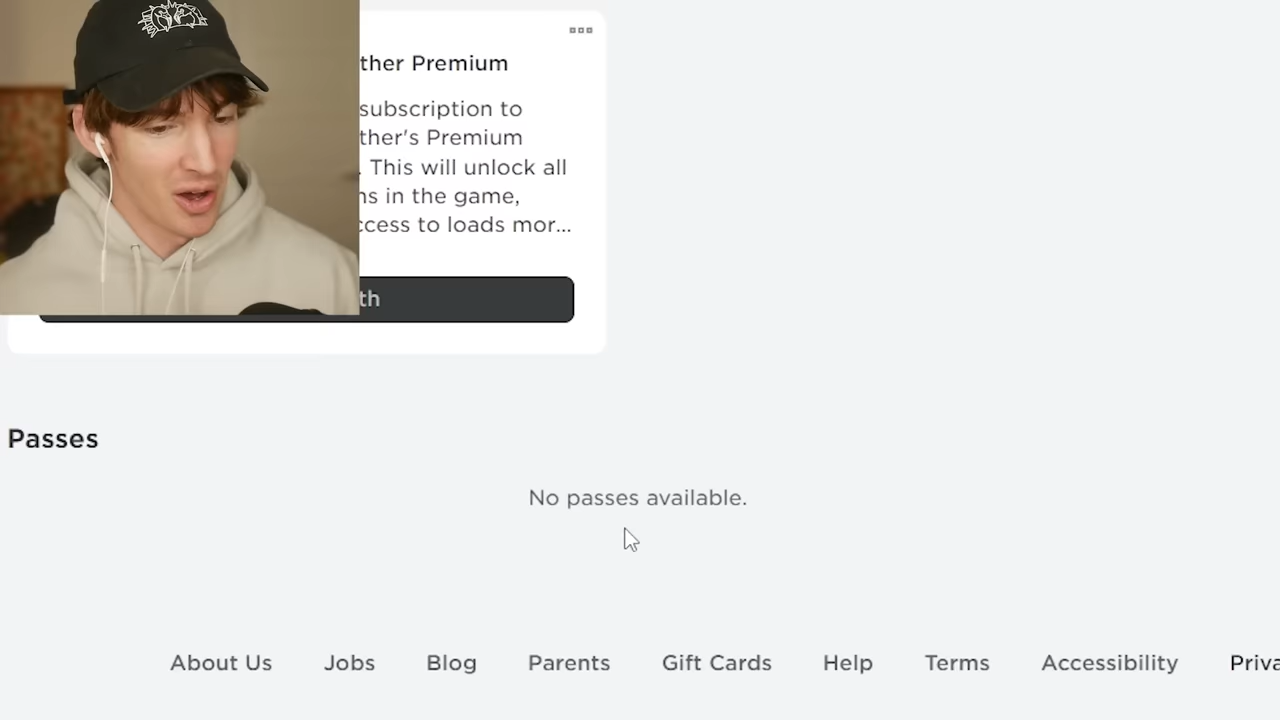 ther Premium
subscription to
ther's Premium
. This will unlock all
ns in the game,
ccess to loads mor...
th
Passes
No passes available.
About Us Jobs Blog Parents Gift Cards Help Terms Accessibility Priva